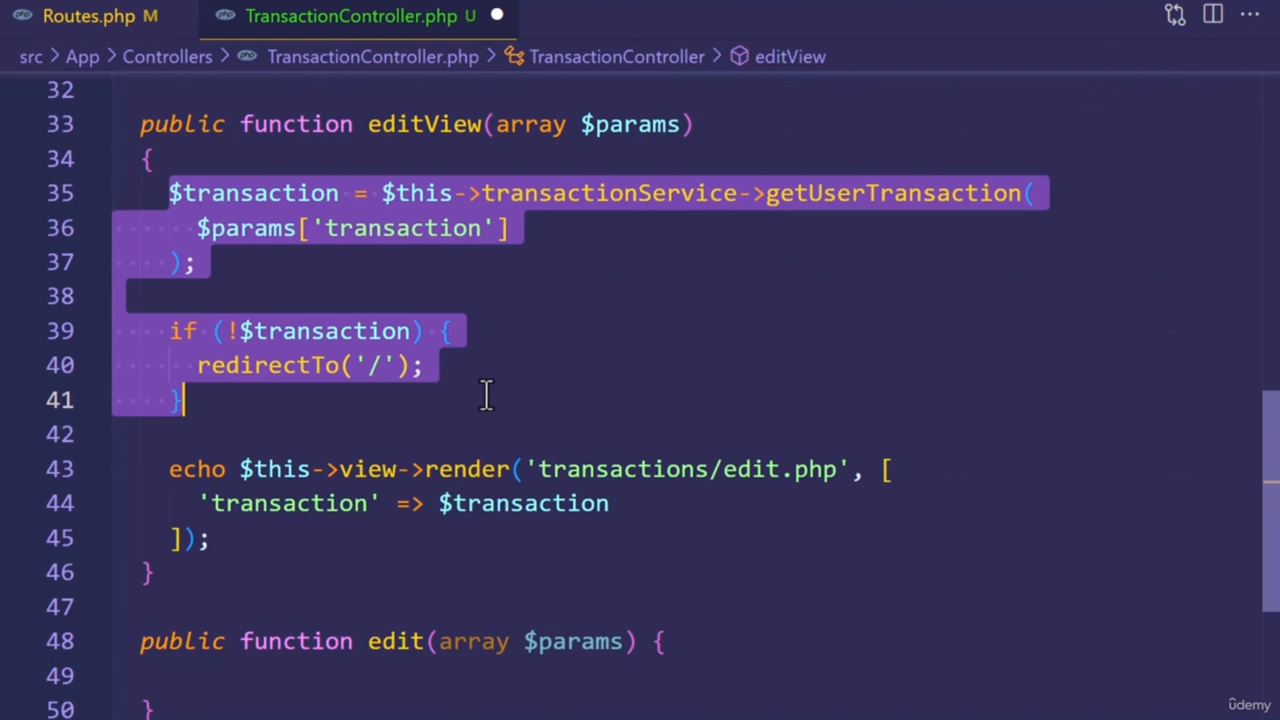 Routes.php M TransactionController.php U
src > App > Controllers > TransactionController.php > TransactionController > editView
32
33 public function editView(array $params)
34 {
35 $transaction = $this->transactionService->getUserTransaction(
36 $params['transaction']
37 );
38
39 if (!$transaction) {
40 redirectTo('/');
41 }
42
43 echo $this->view->render('transactions/edit.php', [
44 'transaction' => $transaction
45 ]);
46 }
47
48 public function edit(array $params) {
49
50 }
ûdemy